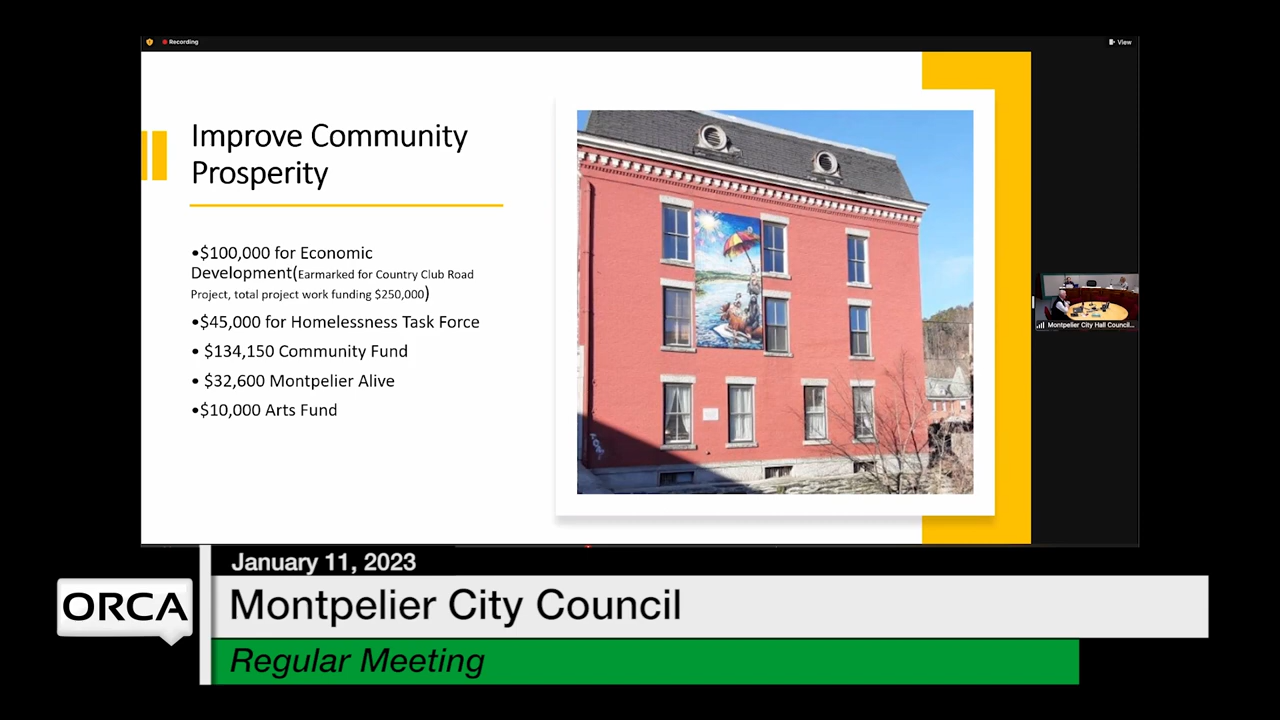 Recording
View
Improve Community
Prosperity
•$100,000 for Economic
Development(Earmarked for Country Club Road
Project, total project work funding $250,000)
•$45,000 for Homelessness Task Force
• $134,150 Community Fund
• $32,600 Montpelier Alive
•$10,000 Arts Fund
Montpelier City Hall Council...
January 11, 2023
ORCA
Montpelier City Council
Regular Meeting